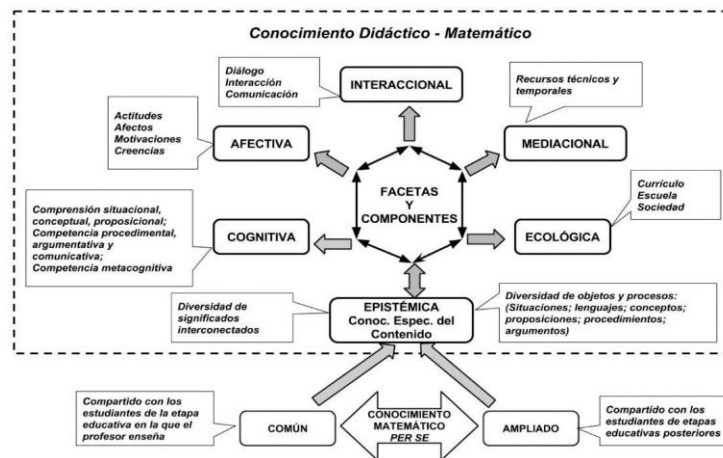 Conocimiento Didáctico - Matemático
Diálogo
Interacción
Comunicación
INTERACCIONAL
Recursos técnicos y
temporales
Actitudes
Afectos
Motivaciones
Creencias
AFECTIVA
MEDIACIONAL
FACETAS
Y
COMPONENTES
Currículo
Escuela
Sociedad
Comprensión situacional,
conceptual, proposicional;
Competencia procedimental,
argumentativa y
comunicativa;
Competencia metacognitiva
COGNITIVA
ECOLÓGICA
Diversidad de
significados
interconectados
EPISTÉMICA
Conoc. Espec. del
Contenido
Diversidad de objetos y procesos:
(Situaciones; lenguajes; conceptos;
proposiciones; procedimientos;
argumentos)
Compartido con los
estudiantes de la etapa
educativa en la que el
profesor enseña
COMÚN
CONOCIMIENTO
MATEMÁTICO
PER SE
AMPLIADO
Compartido con los
estudiantes de etapas
educativas posteriores